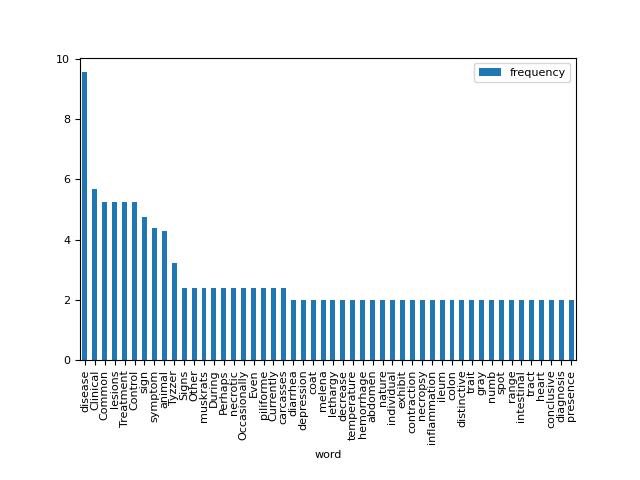 10
8
6
4
2
0
frequency
disease
Clinical
Common
lesions
Treatment
Control
sign
symptom
animal
Tyzzer
Signs
Other
muskrats
During
Perhaps
necrotic
Occasionally
Even
piliforme
Currently
carcasses
diarrhea
depression
coat
melena
lethargy
decrease
temperature
hemorrhage
abdomen
nature
individual
exhibit
contraction
necropsy
inflammation
ileum
colon
distinctive
trait
gray
numb
spot
range
intestinal
tract
heart
conclusive
diagnosis
presence
word